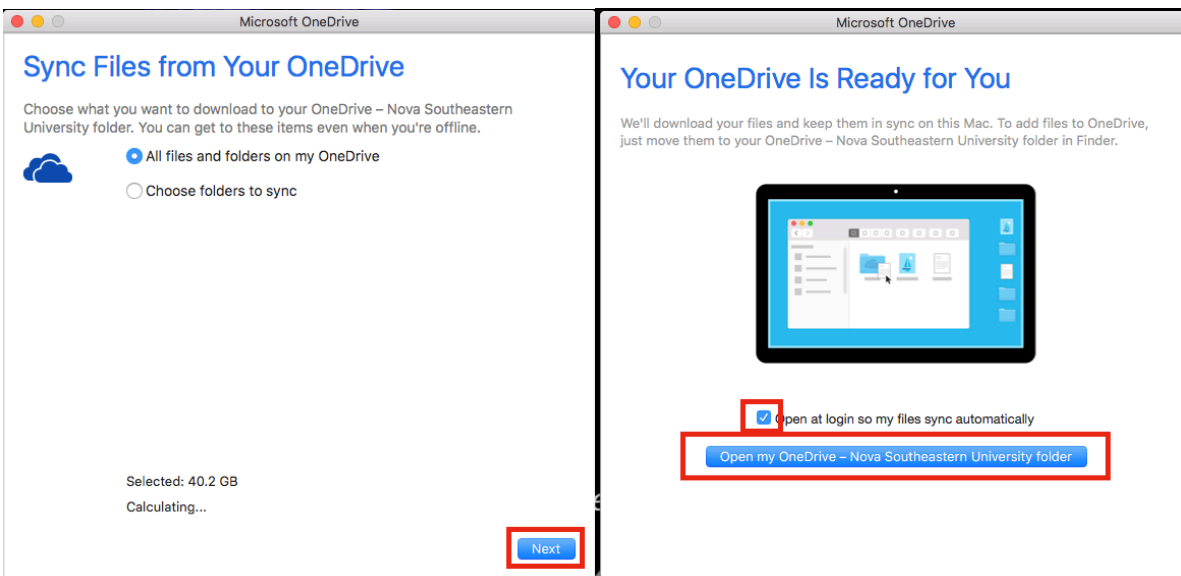 Microsoft OneDrive
Sync Files from Your OneDrive
Choose what you want to download to your OneDrive – Nova Southeastern
University folder. You can get to these items even when you're offline.
All files and folders on my OneDrive
Choose folders to sync
Selected: 40.2 GB
Calculating...
Next
Microsoft OneDrive
Your OneDrive Is Ready for You
We'll download your files and keep them in sync on this Mac. To add files to OneDrive,
just move them to your OneDrive – Nova Southeastern University folder in Finder.
Open at login so my files sync automatically
Open my OneDrive – Nova Southeastern University folder